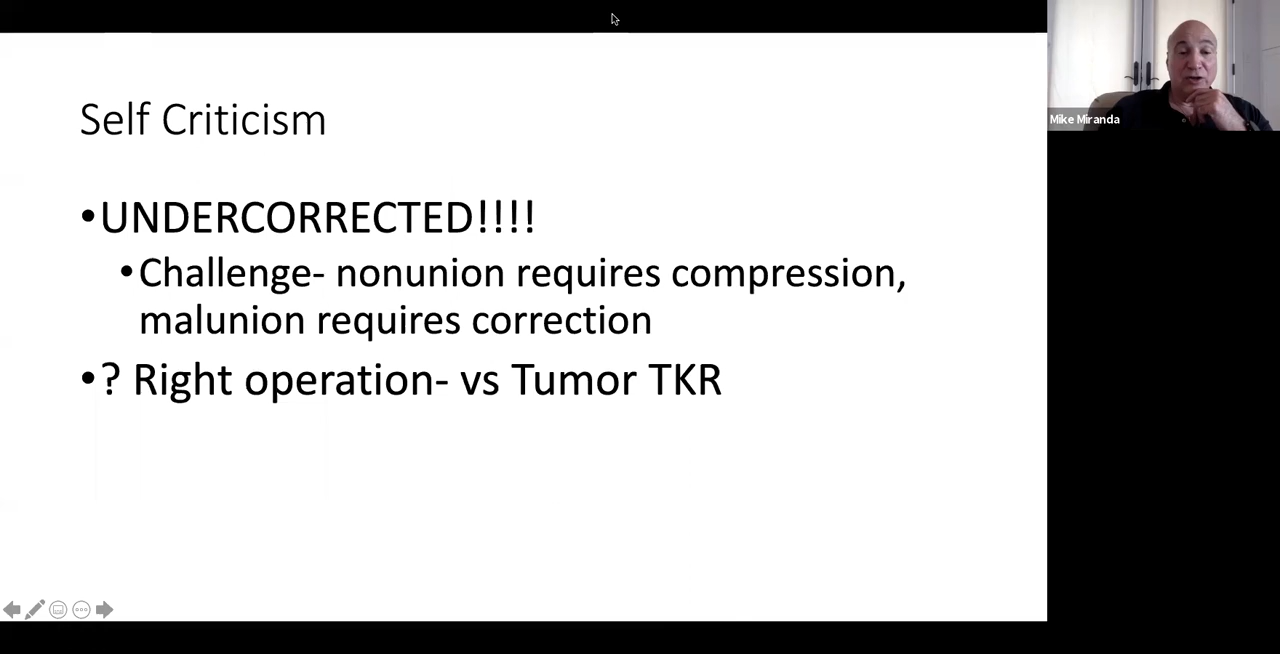 Self Criticism
•UNDERCORRECTED!!!!
•Challenge- nonunion requires compression,
malunion requires correction
•? Right operation- vs Tumor TKR
Mike Miranda